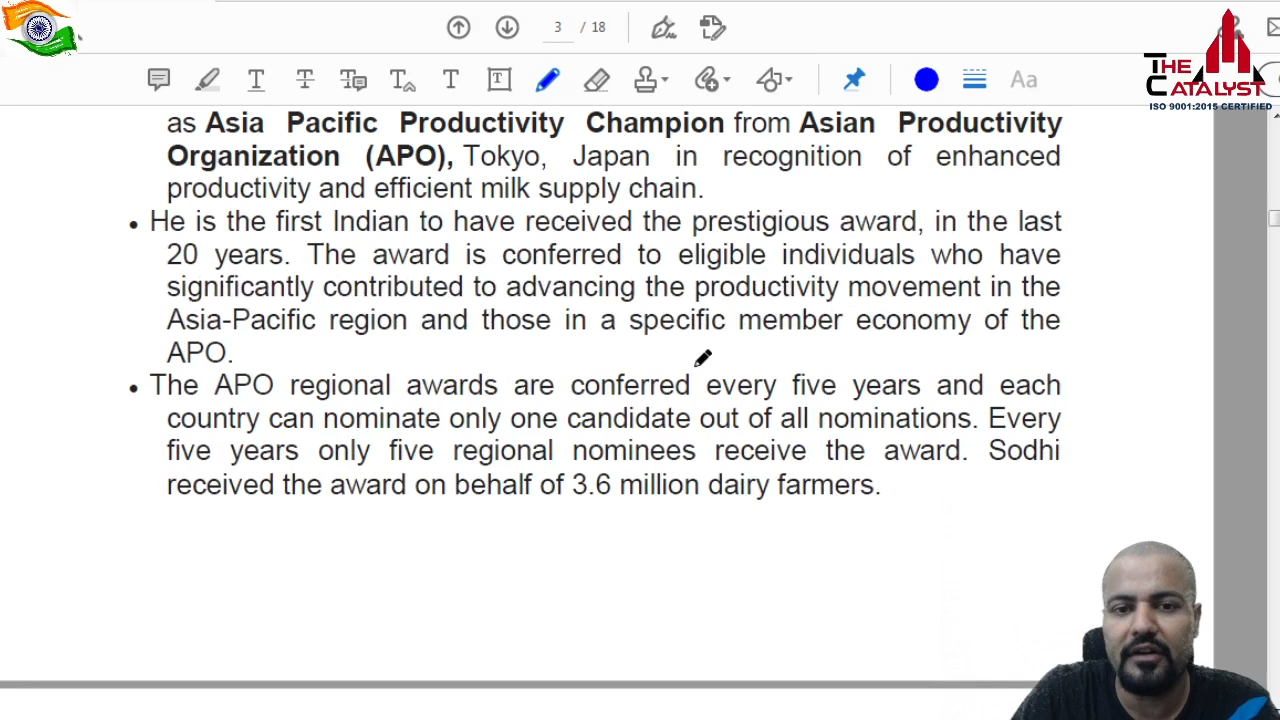 3 / 18
THE
CATALYST
ISO 9001:2015 CERTIFIED
Aa
as Asia Pacific Productivity Champion from Asian Productivity
Organization (APO), Tokyo, Japan in recognition of enhanced
productivity and efficient milk supply chain.
• He is the first Indian to have received the prestigious award, in the last
20 years. The award is conferred to eligible individuals who have
significantly contributed to advancing the productivity movement in the
Asia-Pacific region and those in a specific member economy of the
APO.
• The APO regional awards are conferred every five years and each
country can nominate only one candidate out of all nominations. Every
five years only five regional nominees receive the award. Sodhi
received the award on behalf of 3.6 million dairy farmers.